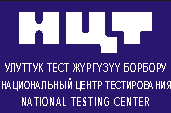 НЦТ
УЛУТТУК ТЕСТ ЖҮРГҮЗҮҮ БОРБОРУ
НАЦИОНАЛЬНЫЙ ЦЕНТР ТЕСТИРОВАНИЯ
NATIONAL TESTING CENTER